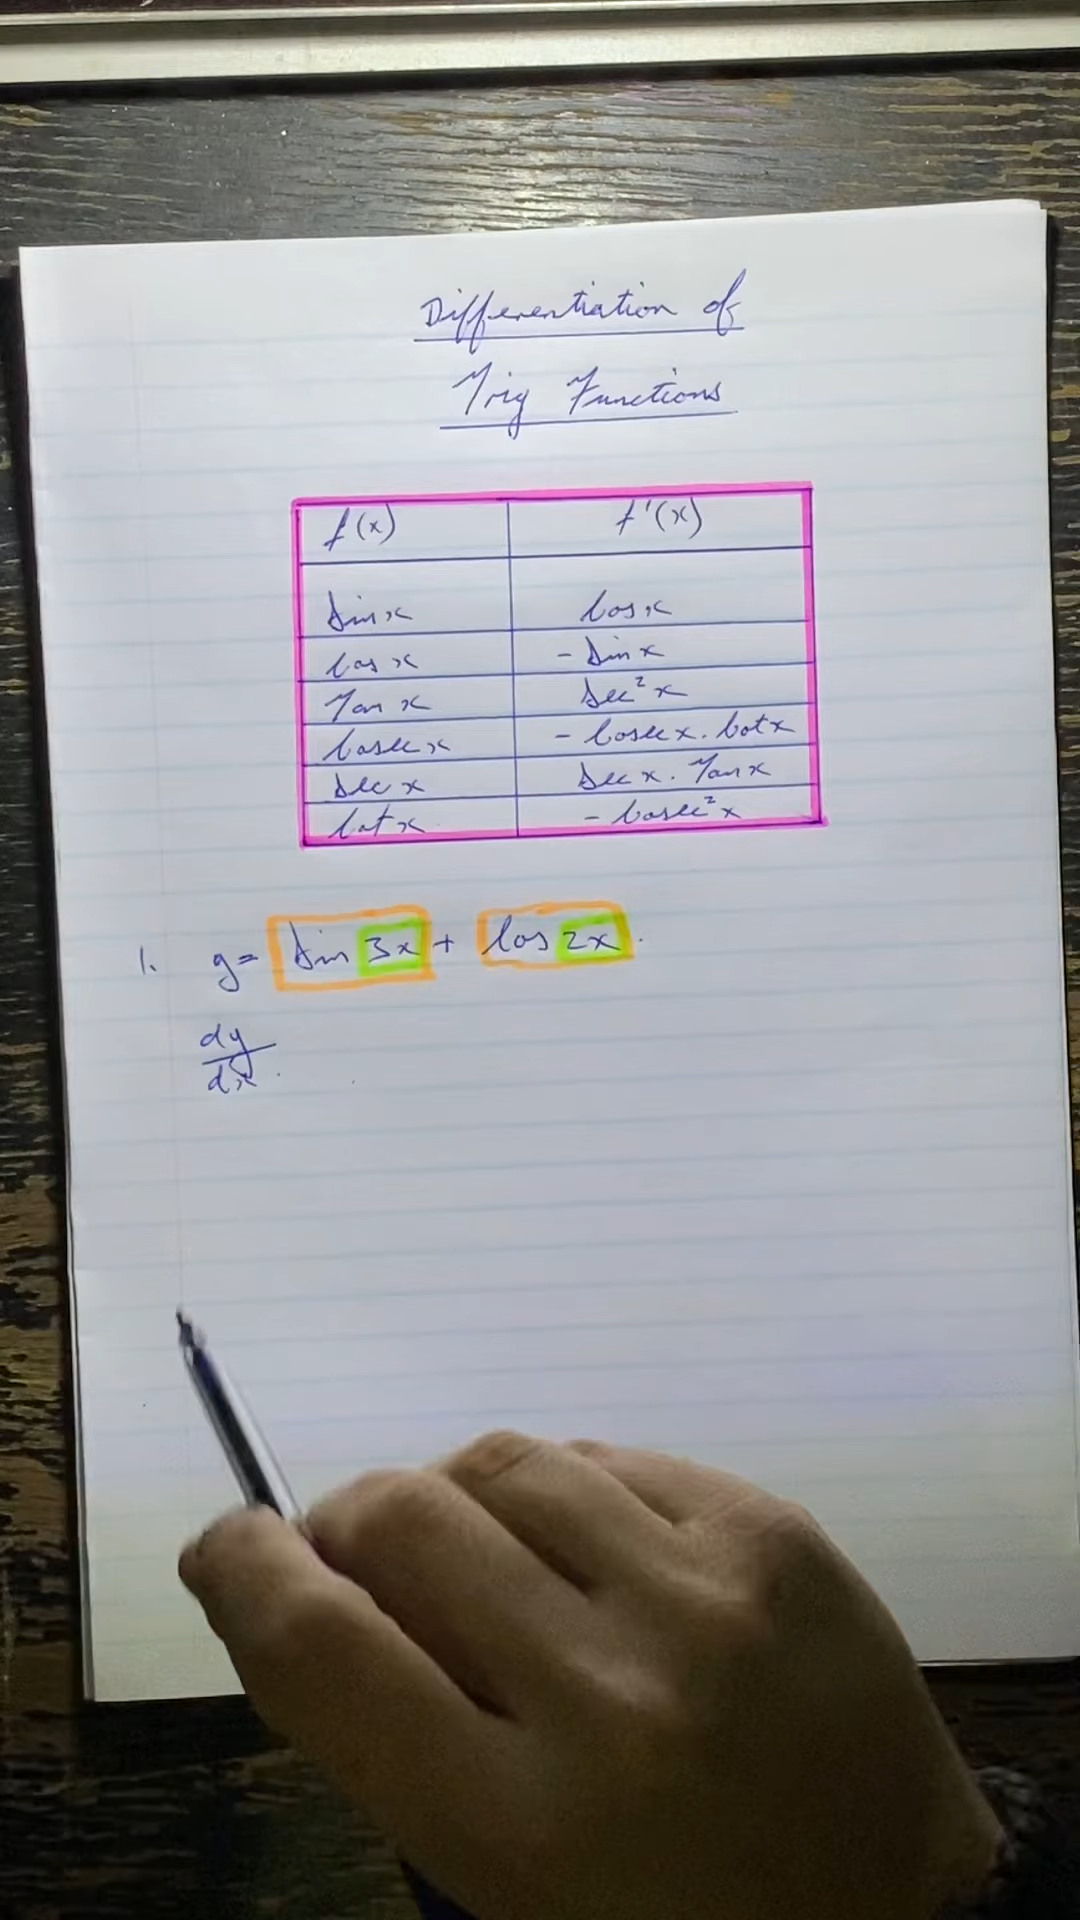 Differentiation of
Trig Functions
f(x) f'(x)
Sin x Cos x
Cos x - Sin x
Tan x Sec² x
Cosec x - Cosec x . Cot x
Sec x Sec x . Tan x
Cot x - Cosec² x
1. y = Sin 3x + Cos 2x .
dy
dx